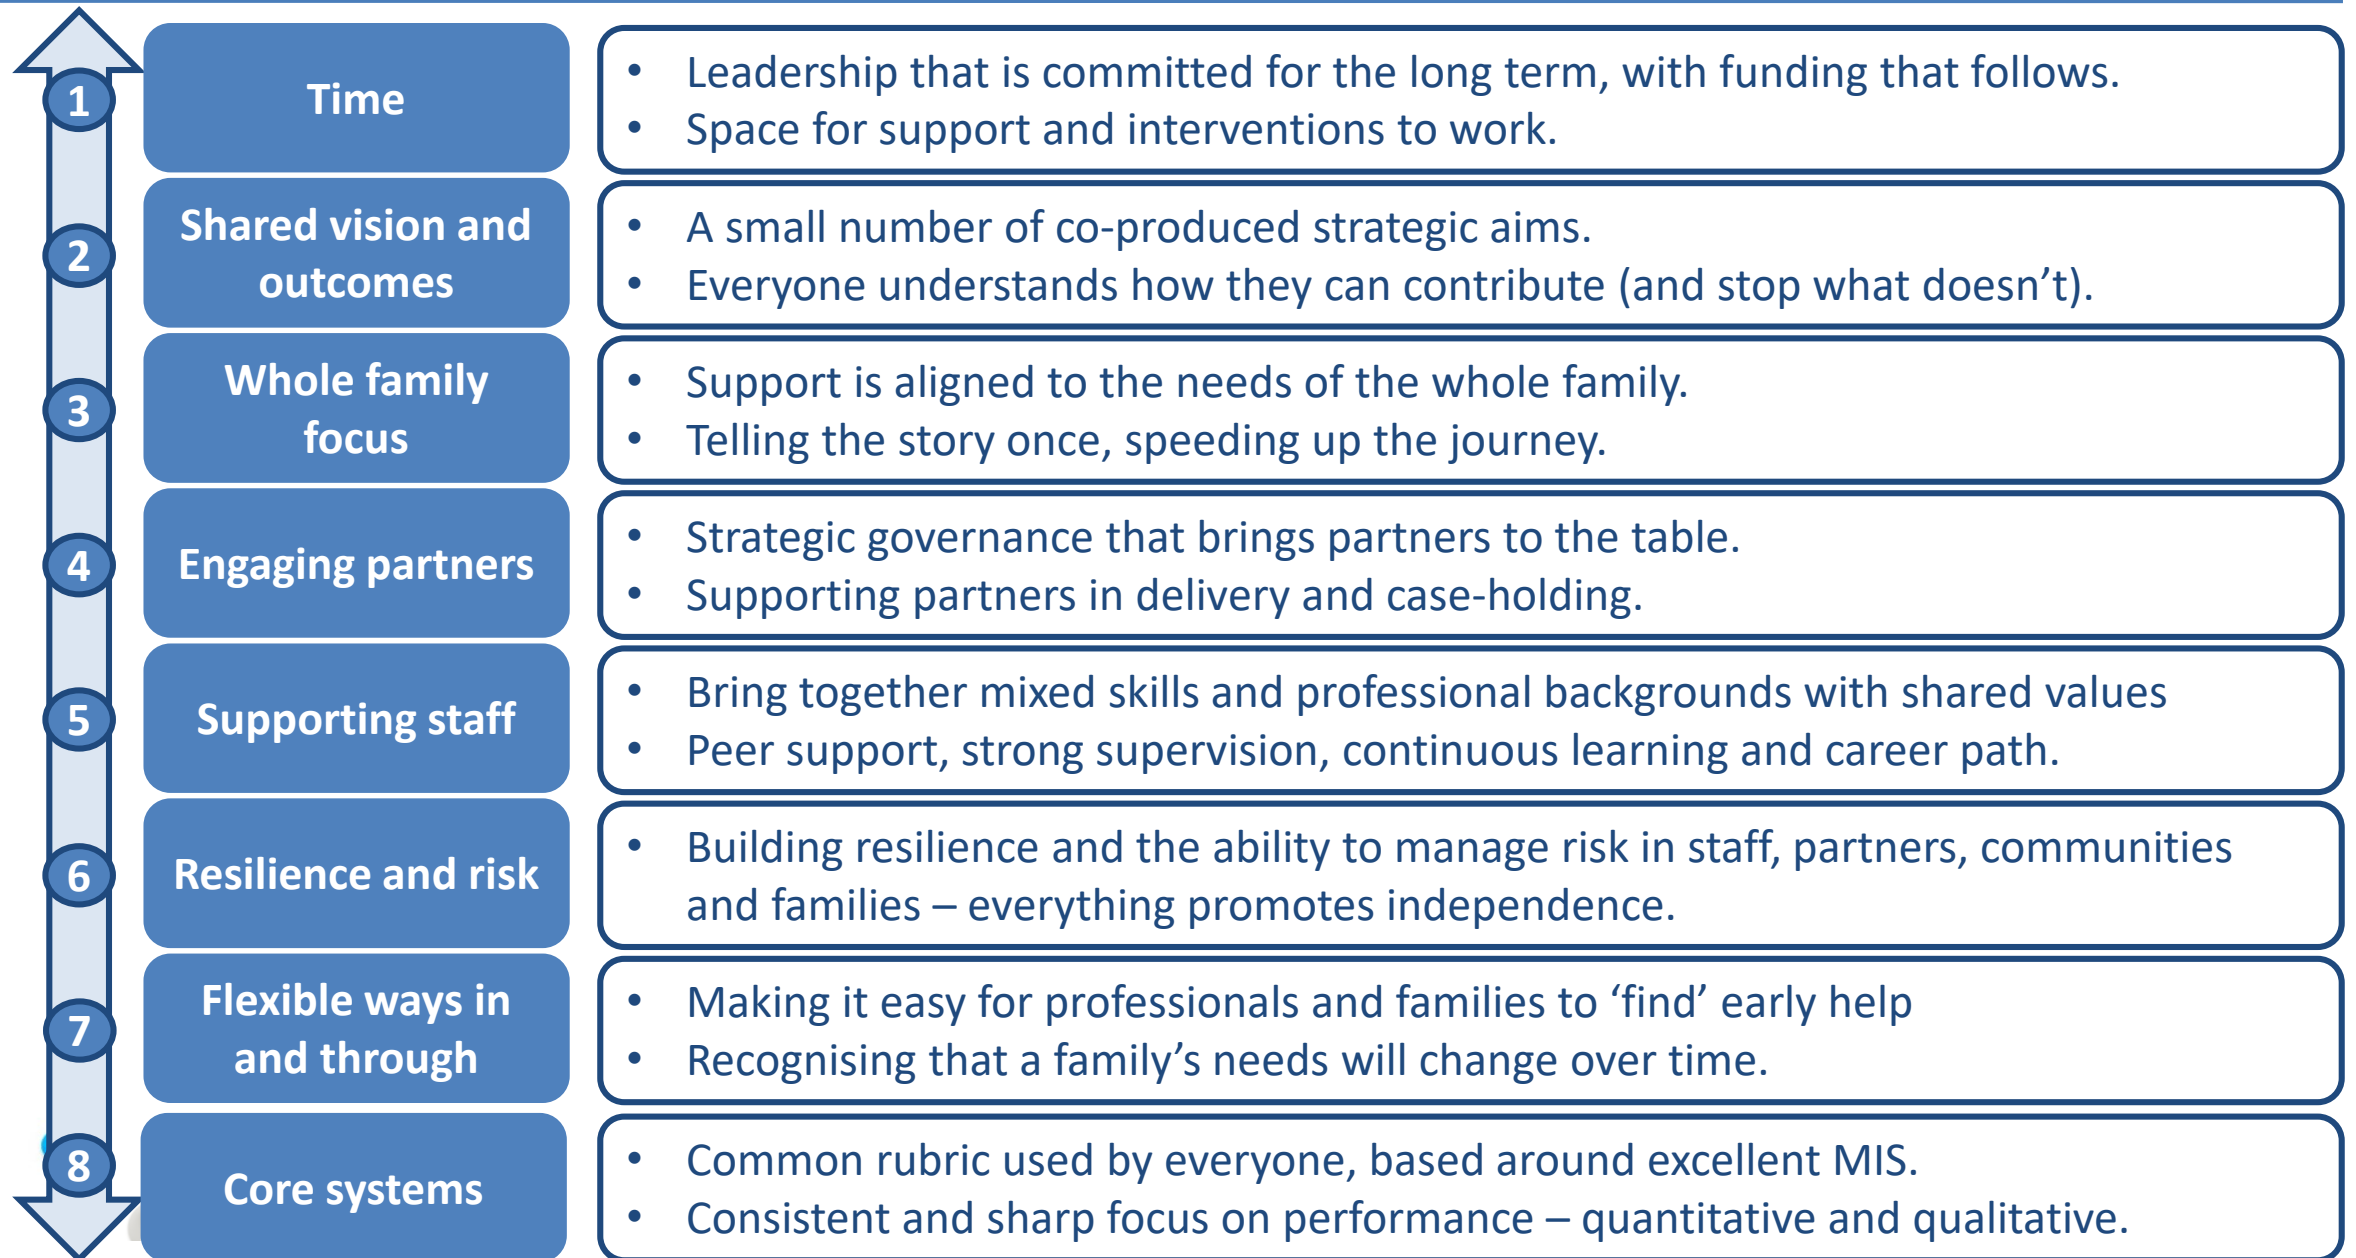 1
Time
• Leadership that is committed for the long term, with funding that follows.
• Space for support and interventions to work.
2
Shared vision and
outcomes
• A small number of co-produced strategic aims.
• Everyone understands how they can contribute (and stop what doesn’t).
3
Whole family
focus
• Support is aligned to the needs of the whole family.
• Telling the story once, speeding up the journey.
4
Engaging partners
• Strategic governance that brings partners to the table.
• Supporting partners in delivery and case-holding.
5
Supporting staff
• Bring together mixed skills and professional backgrounds with shared values
• Peer support, strong supervision, continuous learning and career path.
6
Resilience and risk
• Building resilience and the ability to manage risk in staff, partners, communities
and families – everything promotes independence.
7
Flexible ways in
and through
• Making it easy for professionals and families to ‘find’ early help
• Recognising that a family’s needs will change over time.
8
Core systems
• Common rubric used by everyone, based around excellent MIS.
• Consistent and sharp focus on performance – quantitative and qualitative.